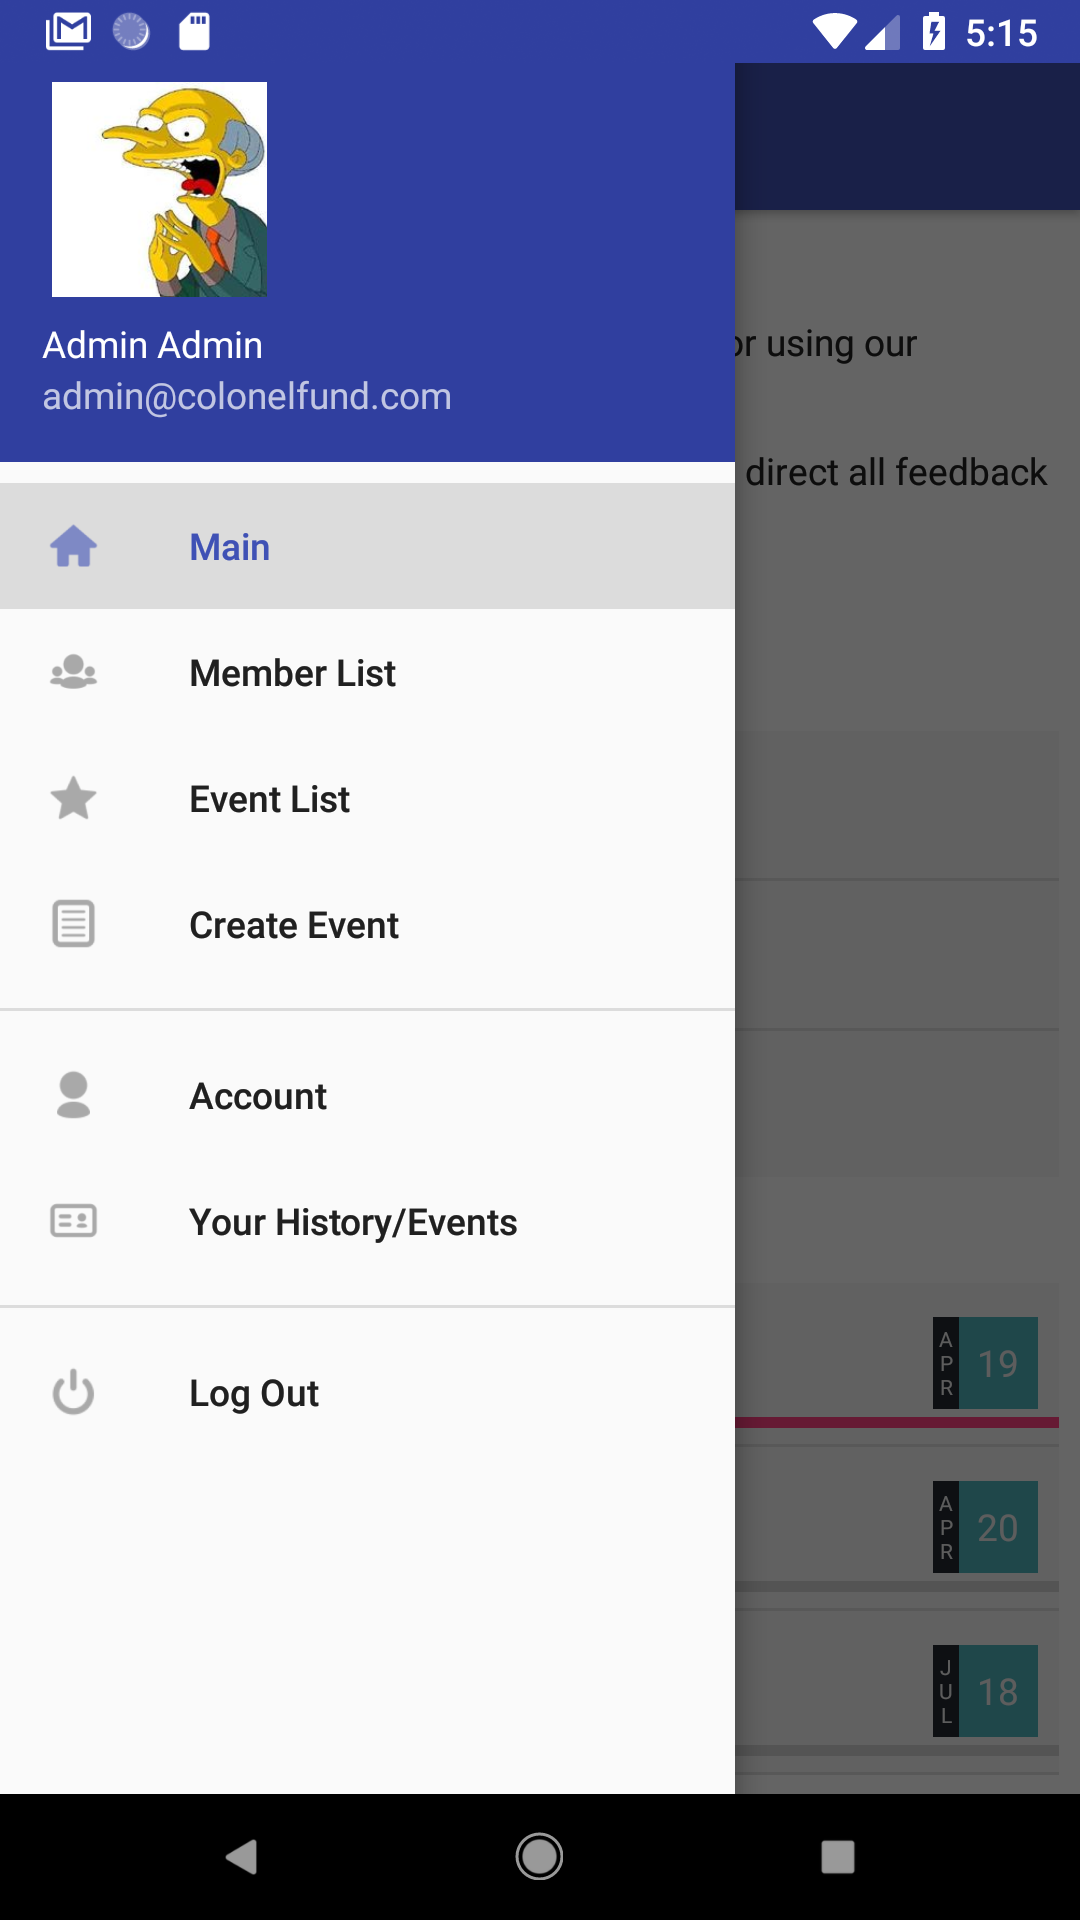 5:15
Admin Admin
admin@colonelfund.com
or using our
direct all feedback
Main
Member List
Event List
Create Event
Account
Your History/Events
Log Out
APR 19
APR 20
JUL 18